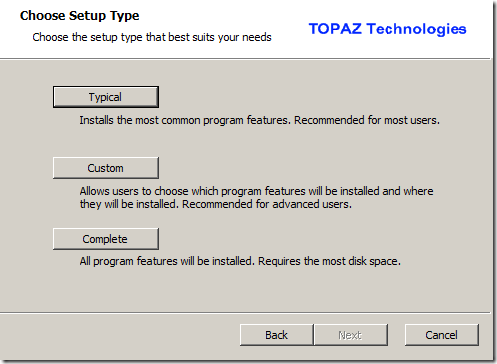 Choose Setup Type
Choose the setup type that best suits your needs
TOPAZ Technologies
Typical
Installs the most common program features. Recommended for most users.
Custom
Allows users to choose which program features will be installed and where
they will be installed. Recommended for advanced users.
Complete
All program features will be installed. Requires the most disk space.
Back
Next
Cancel